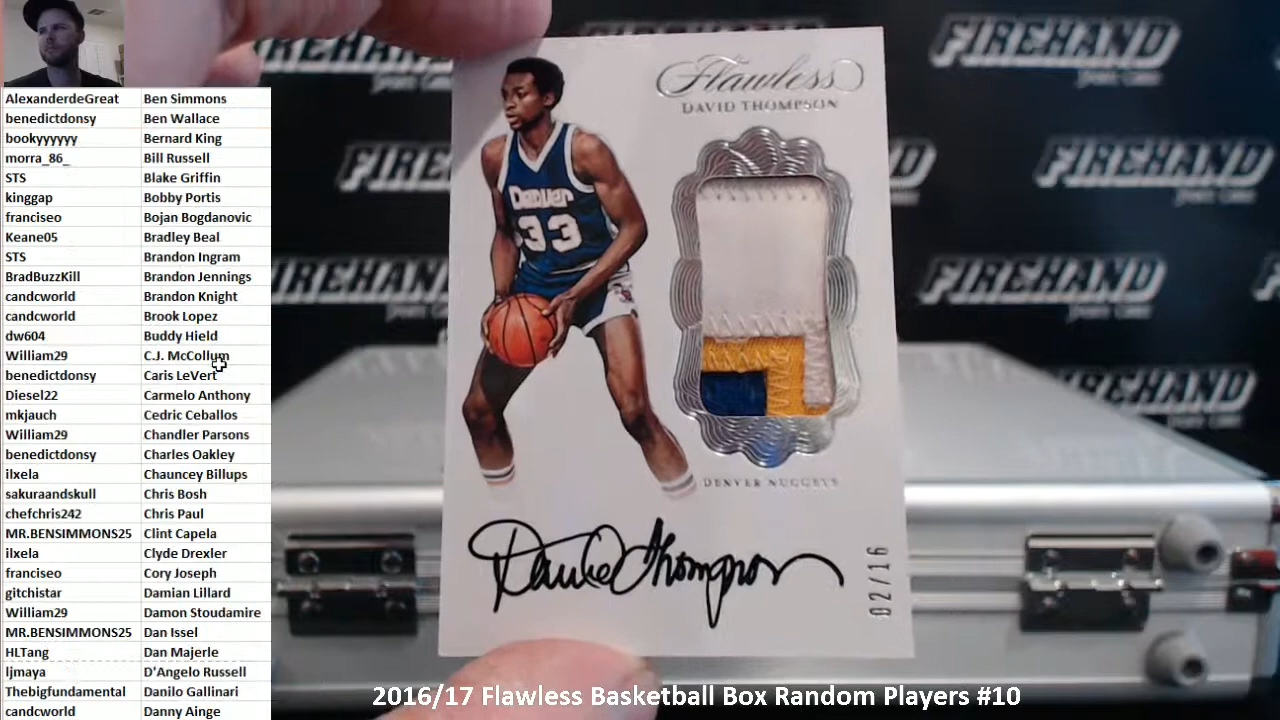 AlexanderdeGreat Ben Simmons
benedictdonsy Ben Wallace
bookyyyyyy Bernard King
morra_86_ Bill Russell
STS Blake Griffin
kinggap Bobby Portis
franciseo Bojan Bogdanovic
Keane05 Bradley Beal
STS Brandon Ingram
BradBuzzKill Brandon Jennings
candcworld Brandon Knight
candcworld Brook Lopez
dw604 Buddy Hield
William29 C.J. McCollum
benedictdonsy Caris LeVert
Diesel22 Carmelo Anthony
mkjauch Cedric Ceballos
William29 Chandler Parsons
benedictdonsy Charles Oakley
ilxela Chauncey Billups
sakuraandskull Chris Bosh
chefchris242 Chris Paul
MR.BENSIMMONS25 Clint Capela
ilxela Clyde Drexler
franciseo Cory Joseph
gitchistar Damian Lillard
William29 Damon Stoudamire
MR.BENSIMMONS25 Dan Issel
HLTang Dan Majerle
ljmaya D'Angelo Russell
Thebigfundamental Danilo Gallinari
candcworld Danny Ainge
Flawless
DAVID THOMPSON
Denver
33
DENVER NUGGETS
David Thompson
02/16
FIREHAND
FIREHAND
FIREHAND
FIREHAND
FIREHAND
FIREHAND
2016/17 Flawless Basketball Box Random Players #10